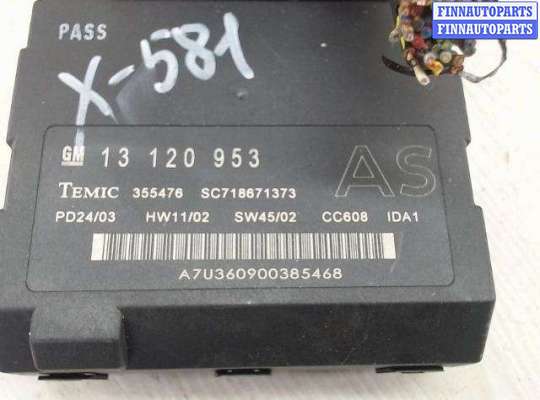 PASS
X-581
FINNAUTOPARTS
FINNAUTOPARTS
FINNAUTOPARTS
GM 13 120 953
AS
TEMIC 355476 SC718671373
PD24/03 HW11/02 SW45/02 CC608 IDA1
A7U360900385468